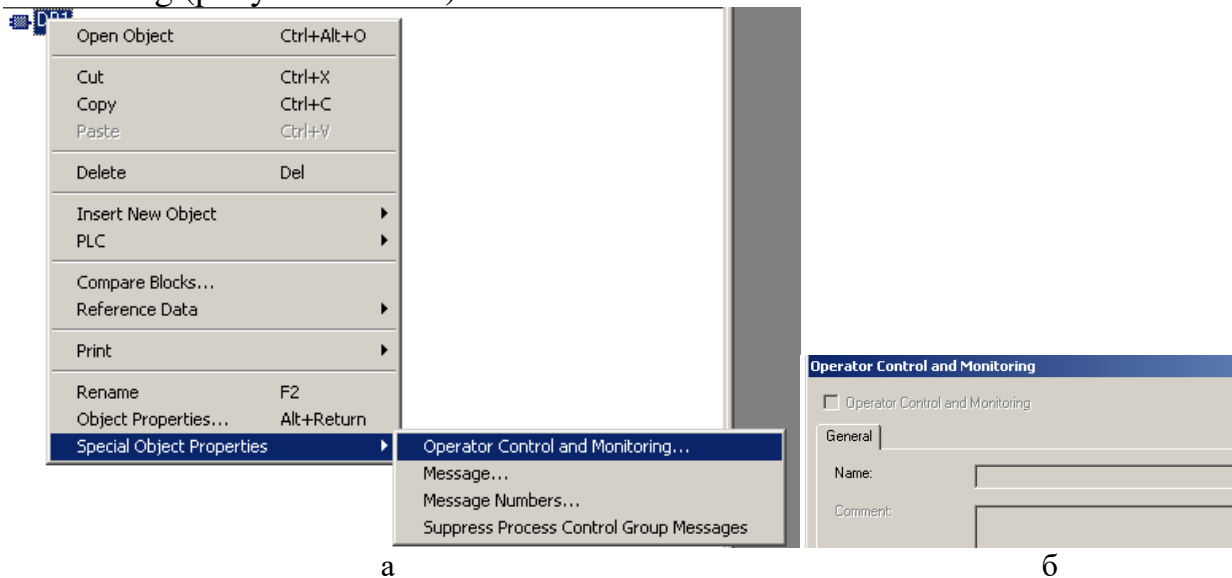 DB1
Open Object Ctrl+Alt+O
Cut Ctrl+X
Copy Ctrl+C
Paste Ctrl+V
Delete Del
Insert New Object
PLC
Compare Blocks...
Reference Data
Print
Rename F2
Object Properties... Alt+Return
Special Object Properties
Operator Control and Monitoring...
Message...
Message Numbers...
Suppress Process Control Group Messages
Operator Control and Monitoring
Operator Control and Monitoring
General
Name:
Comment:
а
б